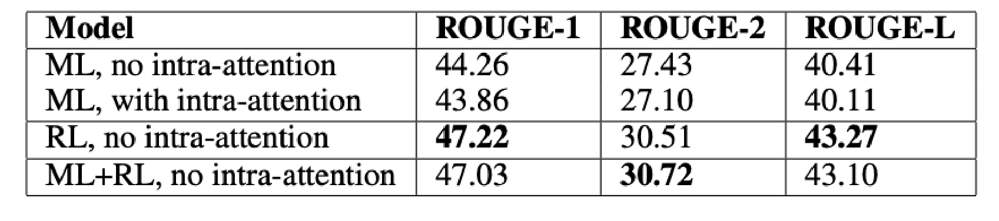 Model ROUGE-1 ROUGE-2 ROUGE-L
ML, no intra-attention 44.26 27.43 40.41
ML, with intra-attention 43.86 27.10 40.11
RL, no intra-attention 47.22 30.51 43.27
ML+RL, no intra-attention 47.03 30.72 43.10